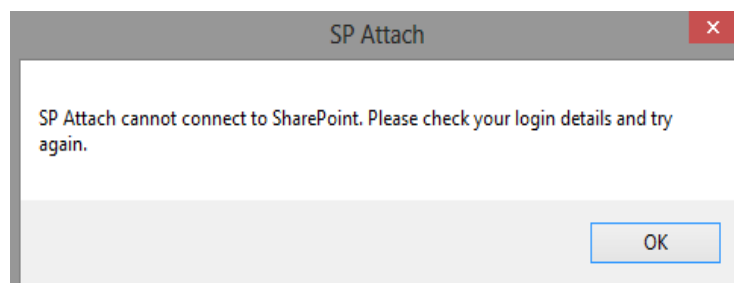 SP Attach
SP Attach cannot connect to SharePoint. Please check your login details and try
again.
OK